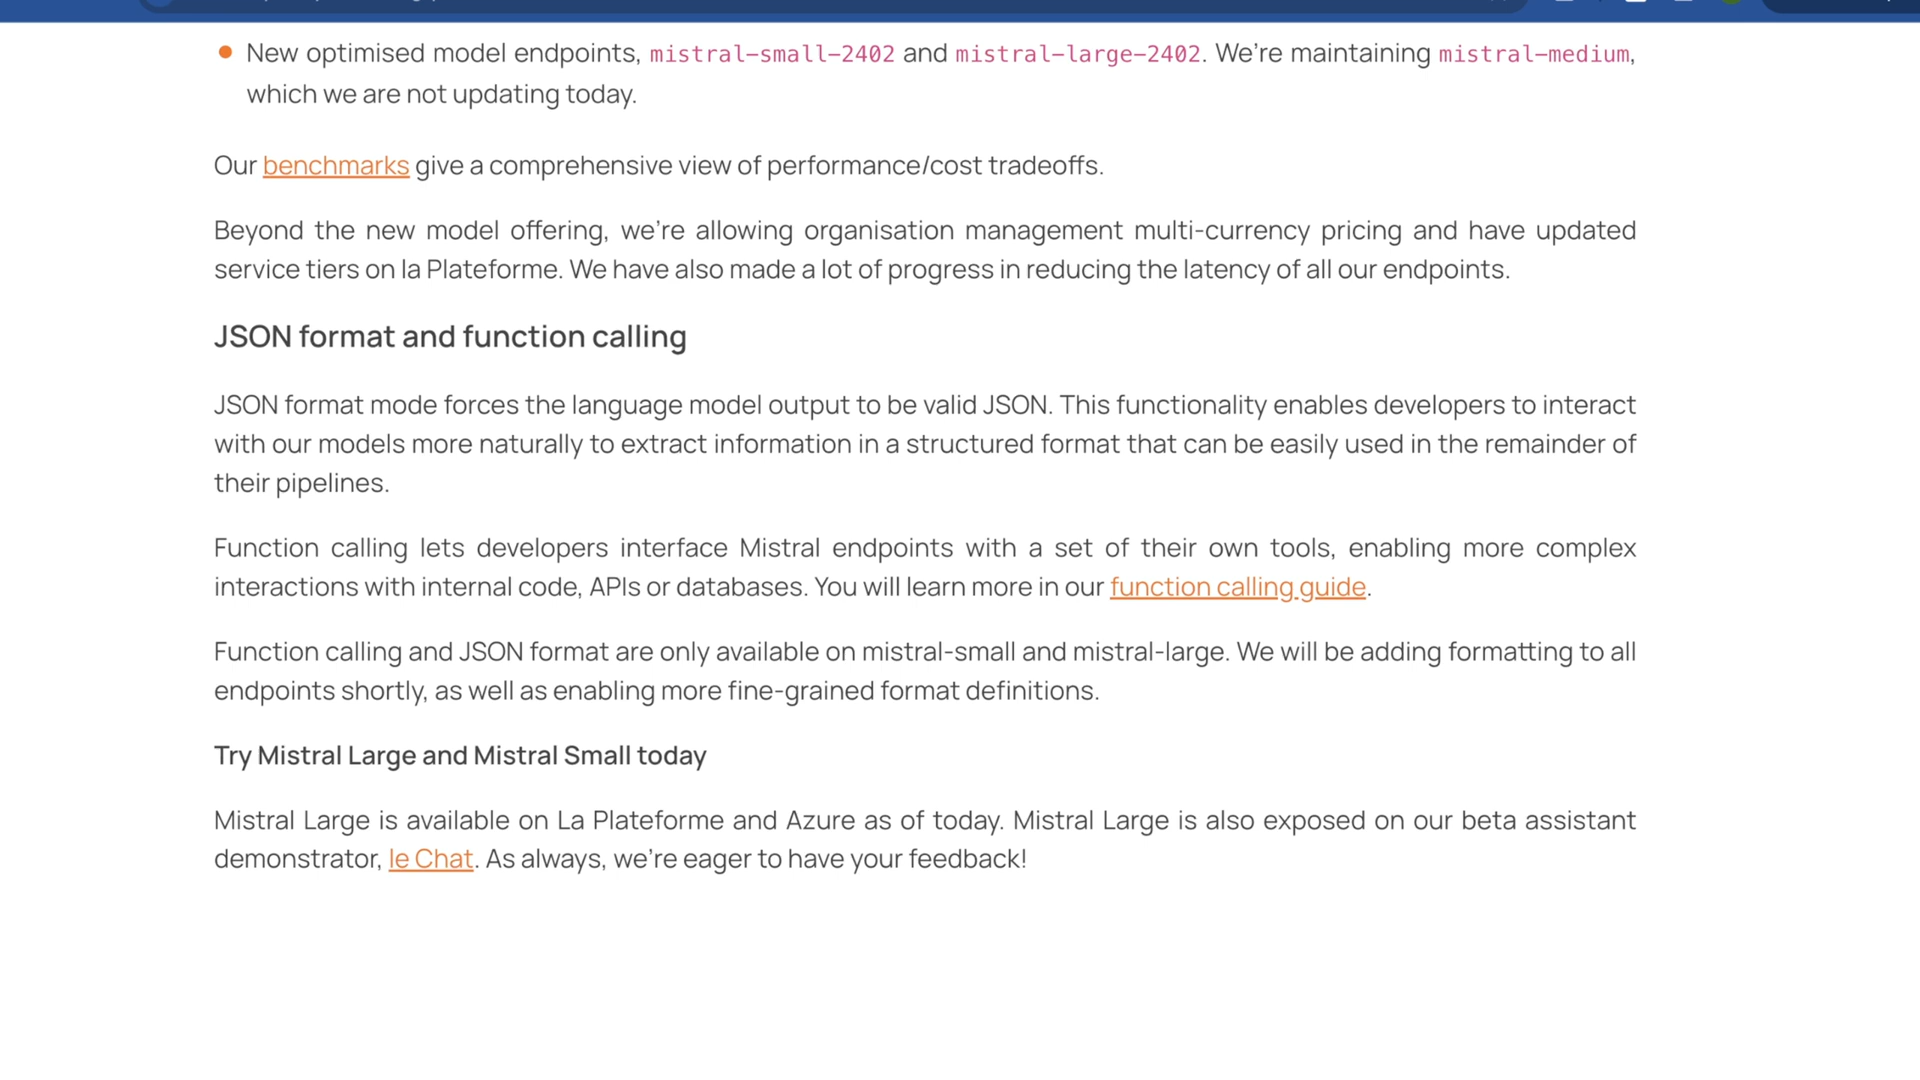 New optimised model endpoints, mistral-small-2402 and mistral-large-2402. We’re maintaining mistral-medium,
which we are not updating today.
Our benchmarks give a comprehensive view of performance/cost tradeoffs.
Beyond the new model offering, we’re allowing organisation management multi-currency pricing and have updated
service tiers on la Plateforme. We have also made a lot of progress in reducing the latency of all our endpoints.
JSON format and function calling
JSON format mode forces the language model output to be valid JSON. This functionality enables developers to interact
with our models more naturally to extract information in a structured format that can be easily used in the remainder of
their pipelines.
Function calling lets developers interface Mistral endpoints with a set of their own tools, enabling more complex
interactions with internal code, APIs or databases. You will learn more in our function calling guide.
Function calling and JSON format are only available on mistral-small and mistral-large. We will be adding formatting to all
endpoints shortly, as well as enabling more fine-grained format definitions.
Try Mistral Large and Mistral Small today
Mistral Large is available on La Plateforme and Azure as of today. Mistral Large is also exposed on our beta assistant
demonstrator, le Chat. As always, we’re eager to have your feedback!